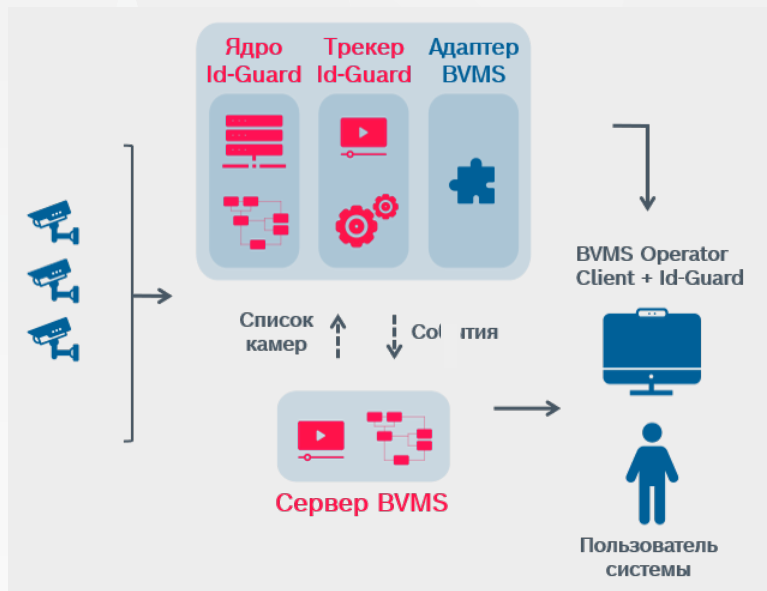 Ядро
Id-Guard
Трекер
Id-Guard
Адаптер
BVMS
BVMS Operator
Client + Id-Guard
Список
камер
Сервер BVMS
Пользователь
системы